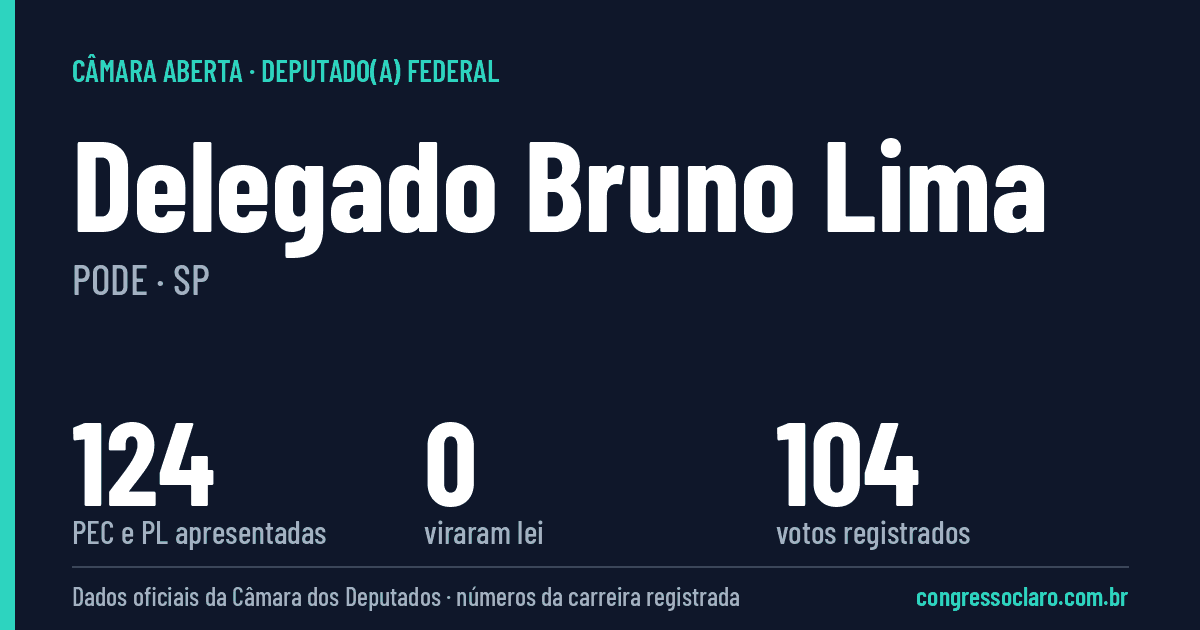 CÂMARA ABERTA · DEPUTADO(A) FEDERAL
Delegado Bruno Lima
PODE · SP
124 0 104
PEC e PL apresentadas viraram lei votos registrados
Dados oficiais da Câmara dos Deputados · números da carreira registrada congressoclaro.com.br